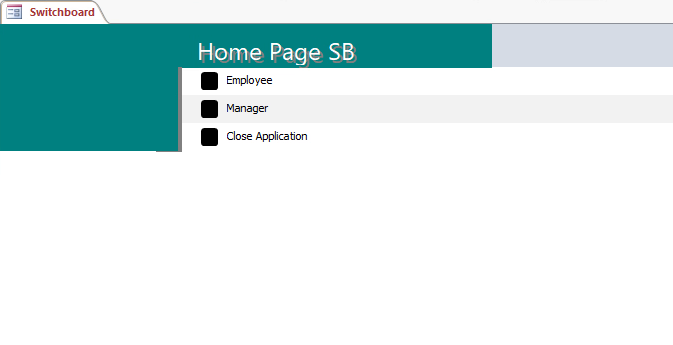 Switchboard
Home Page SB
Employee
Manager
Close Application